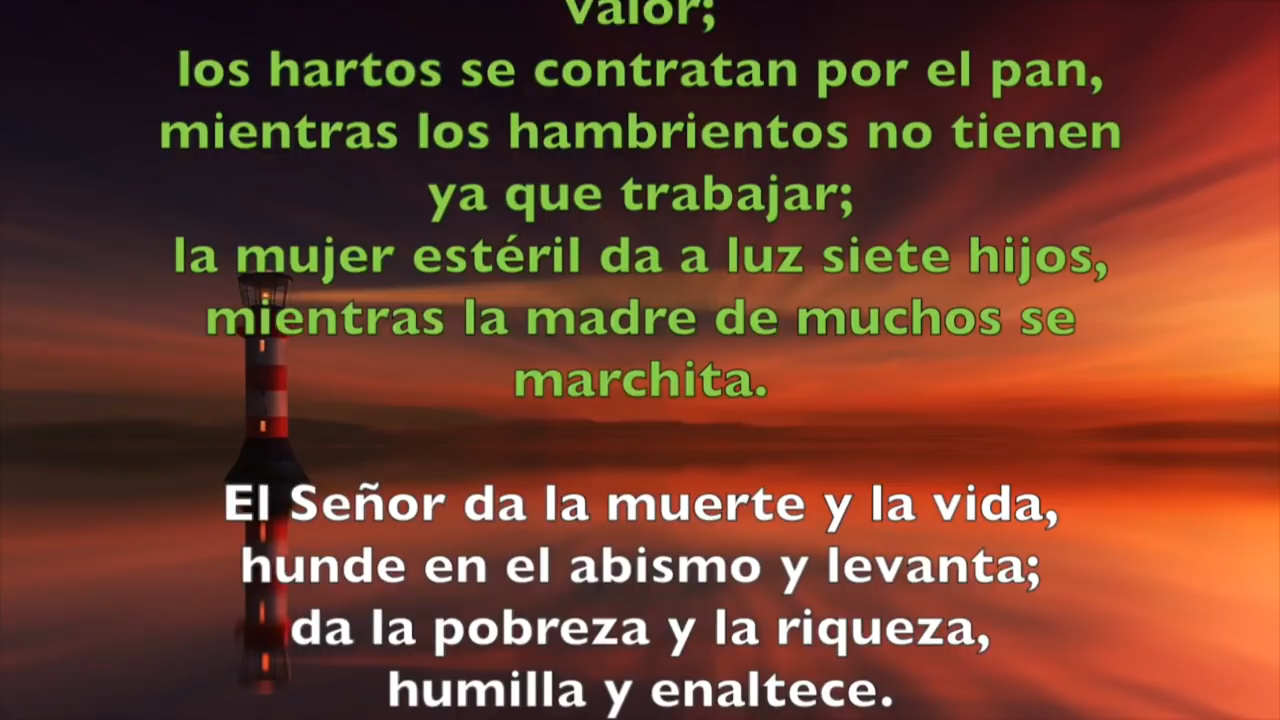 valor;
los hartos se contratan por el pan,
mientras los hambrientos no tienen
ya que trabajar;
la mujer estéril da a luz siete hijos,
mientras la madre de muchos se
marchita.
El Señor da la muerte y la vida,
hunde en el abismo y levanta;
da la pobreza y la riqueza,
humilla y enaltece.